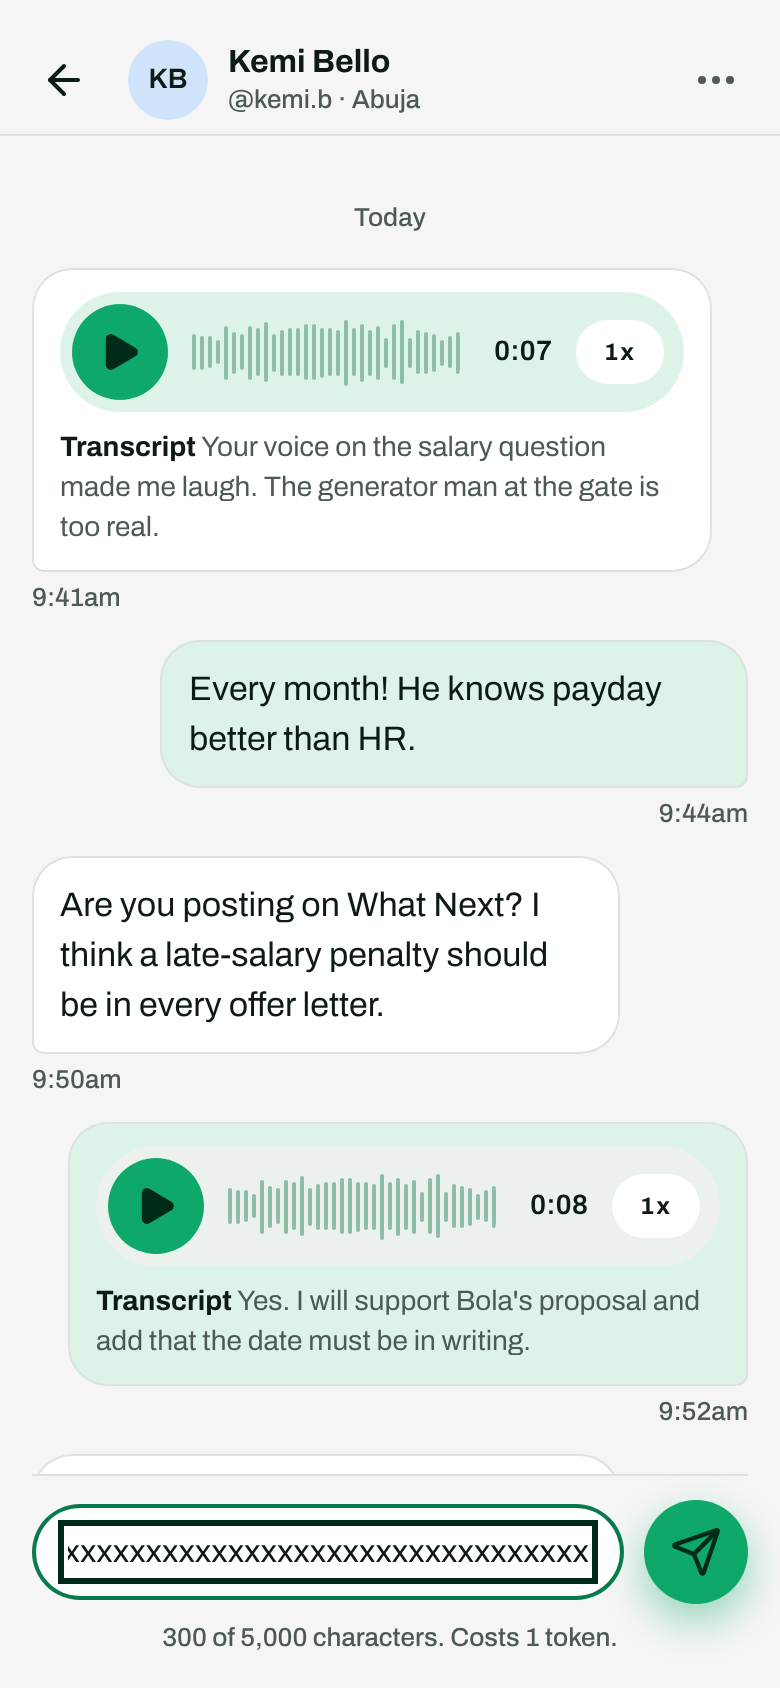 KB
Kemi Bello
@kemi.b · Abuja
Today
0:07
1x
Transcript Your voice on the salary question
made me laugh. The generator man at the gate is
too real.
9:41am
Every month! He knows payday
better than HR.
9:44am
Are you posting on What Next? I
think a late-salary penalty should
be in every offer letter.
9:50am
0:08
1x
Transcript Yes. I will support Bola's proposal and
add that the date must be in writing.
9:52am
xxxxxxxxxxxxxxxxxxxxxxxxxxxxxxxx
300 of 5,000 characters. Costs 1 token.